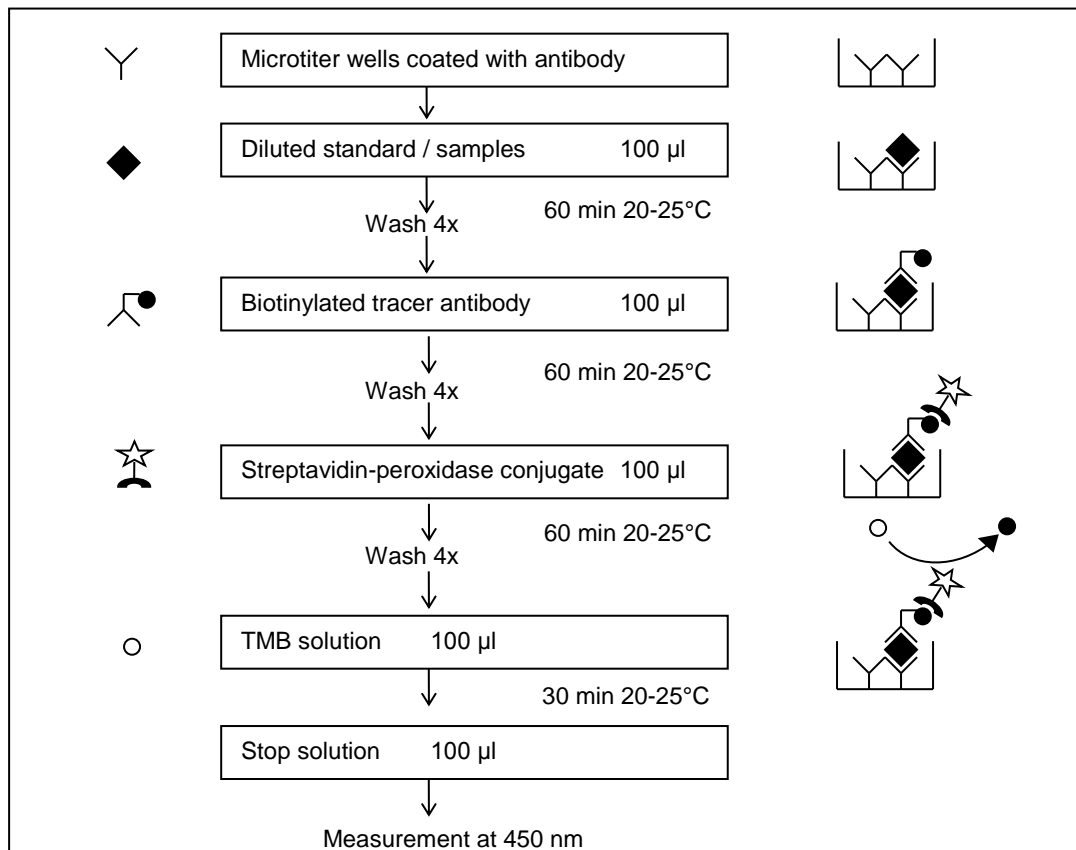 Microtiter wells coated with antibody
Diluted standard / samples 100 µl
60 min 20-25°C
Wash 4x
Biotinylated tracer antibody 100 µl
60 min 20-25°C
Wash 4x
Streptavidin-peroxidase conjugate 100 µl
60 min 20-25°C
Wash 4x
TMB solution 100 µl
30 min 20-25°C
Stop solution 100 µl
Measurement at 450 nm